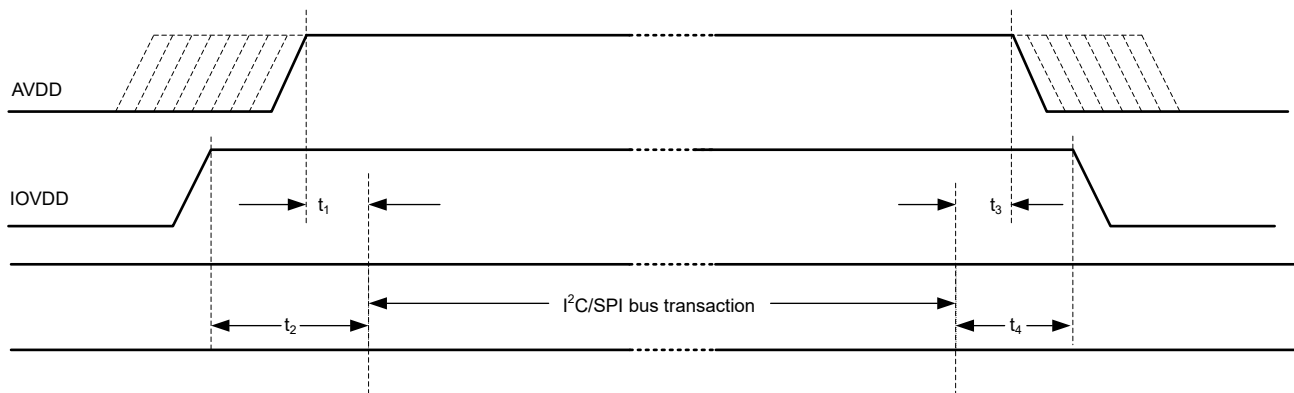 AVDD
IOVDD
t₁
t₃
I²C/SPI bus transaction
t₂
t₄